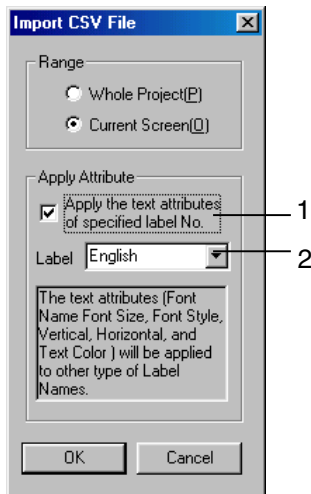 Import CSV File
Range
Whole Project(P)
Current Screen(O)
Apply Attribute
Apply the text attributes
of specified label No.
1
Label English
2
The text attributes (Font
Name Font Size, Font Style,
Vertical, Horizontal, and
Text Color ) will be applied
to other type of Label
Names.
OK Cancel